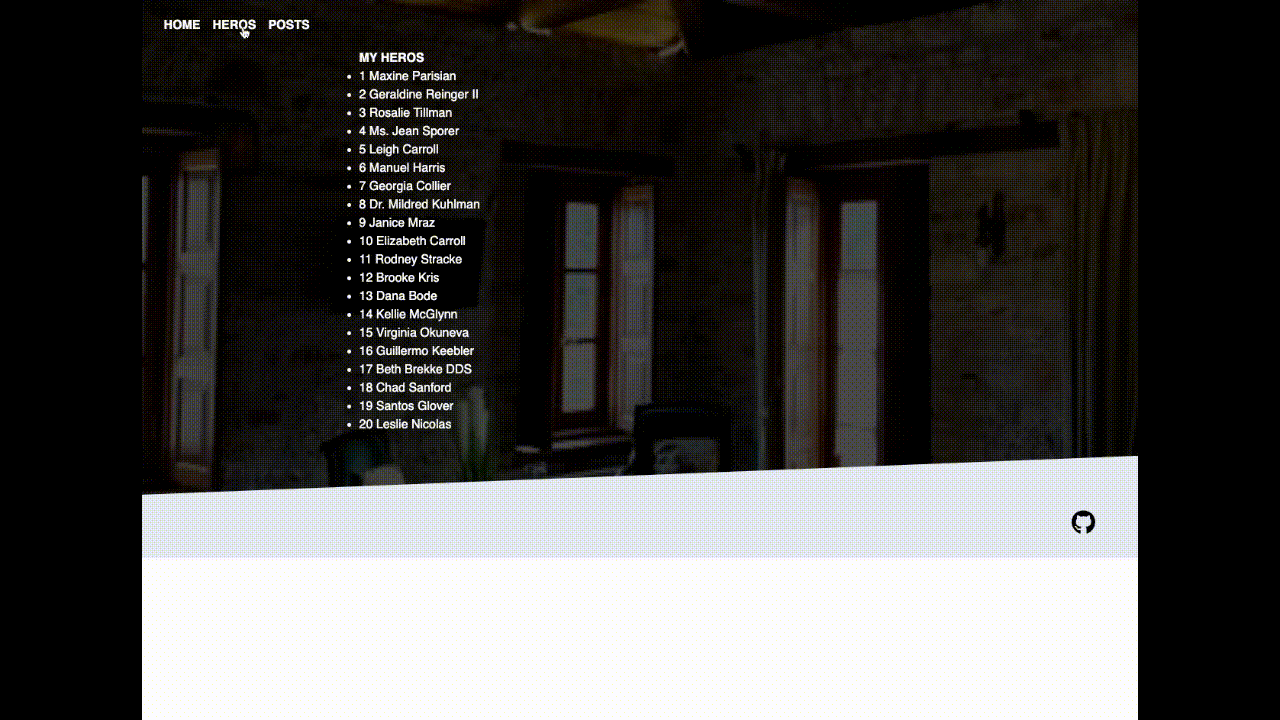 HOME HEROS POSTS
MY HEROS
1 Maxine Parisian
2 Geraldine Reinger II
3 Rosalie Tillman
4 Ms. Jean Sporer
5 Leigh Carroll
6 Manuel Harris
7 Georgia Collier
8 Dr. Mildred Kuhlman
9 Janice Mraz
10 Elizabeth Carroll
11 Rodney Stracke
12 Brooke Kris
13 Dana Bode
14 Kellie McGlynn
15 Virginia Okuneva
16 Guillermo Keebler
17 Beth Brekke DDS
18 Chad Sanford
19 Santos Glover
20 Leslie Nicolas